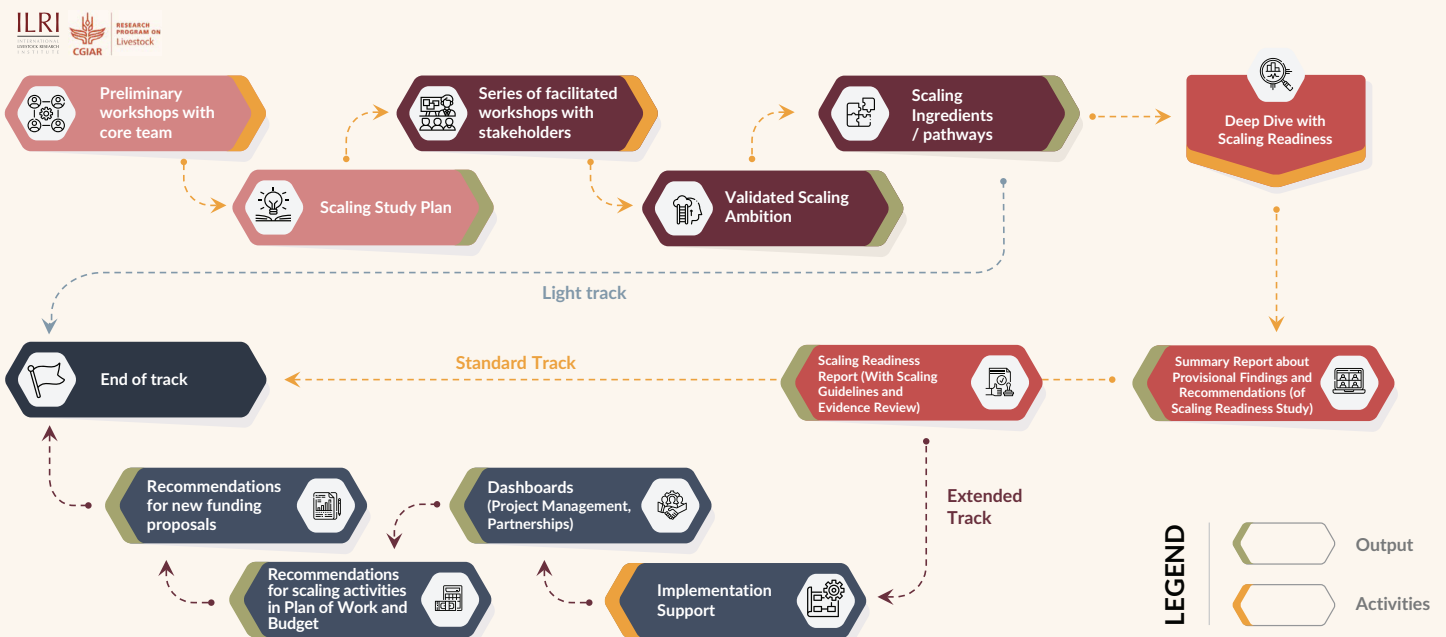 ILRI
INTERNATIONAL
LIVESTOCK RESEARCH
INSTITUTE
CGIAR
RESEARCH
PROGRAM ON
Livestock
Preliminary
workshops with
core team
Scaling Study Plan
Series of facilitated
workshops with
stakeholders
Validated Scaling
Ambition
Scaling
Ingredients
/ pathways
Deep Dive with
Scaling Readiness
Light track
End of track
Standard Track
Scaling Readiness
Report (With Scaling
Guidelines and
Evidence Review)
Summary Report about
Provisional Findings and
Recommendations (of
Scaling Readiness Study)
Recommendations
for new funding
proposals
Dashboards
(Project Management,
Partnerships)
Extended
Track
Recommendations
for scaling activities
in Plan of Work and
Budget
Implementation
Support
LEGEND
Output
Activities